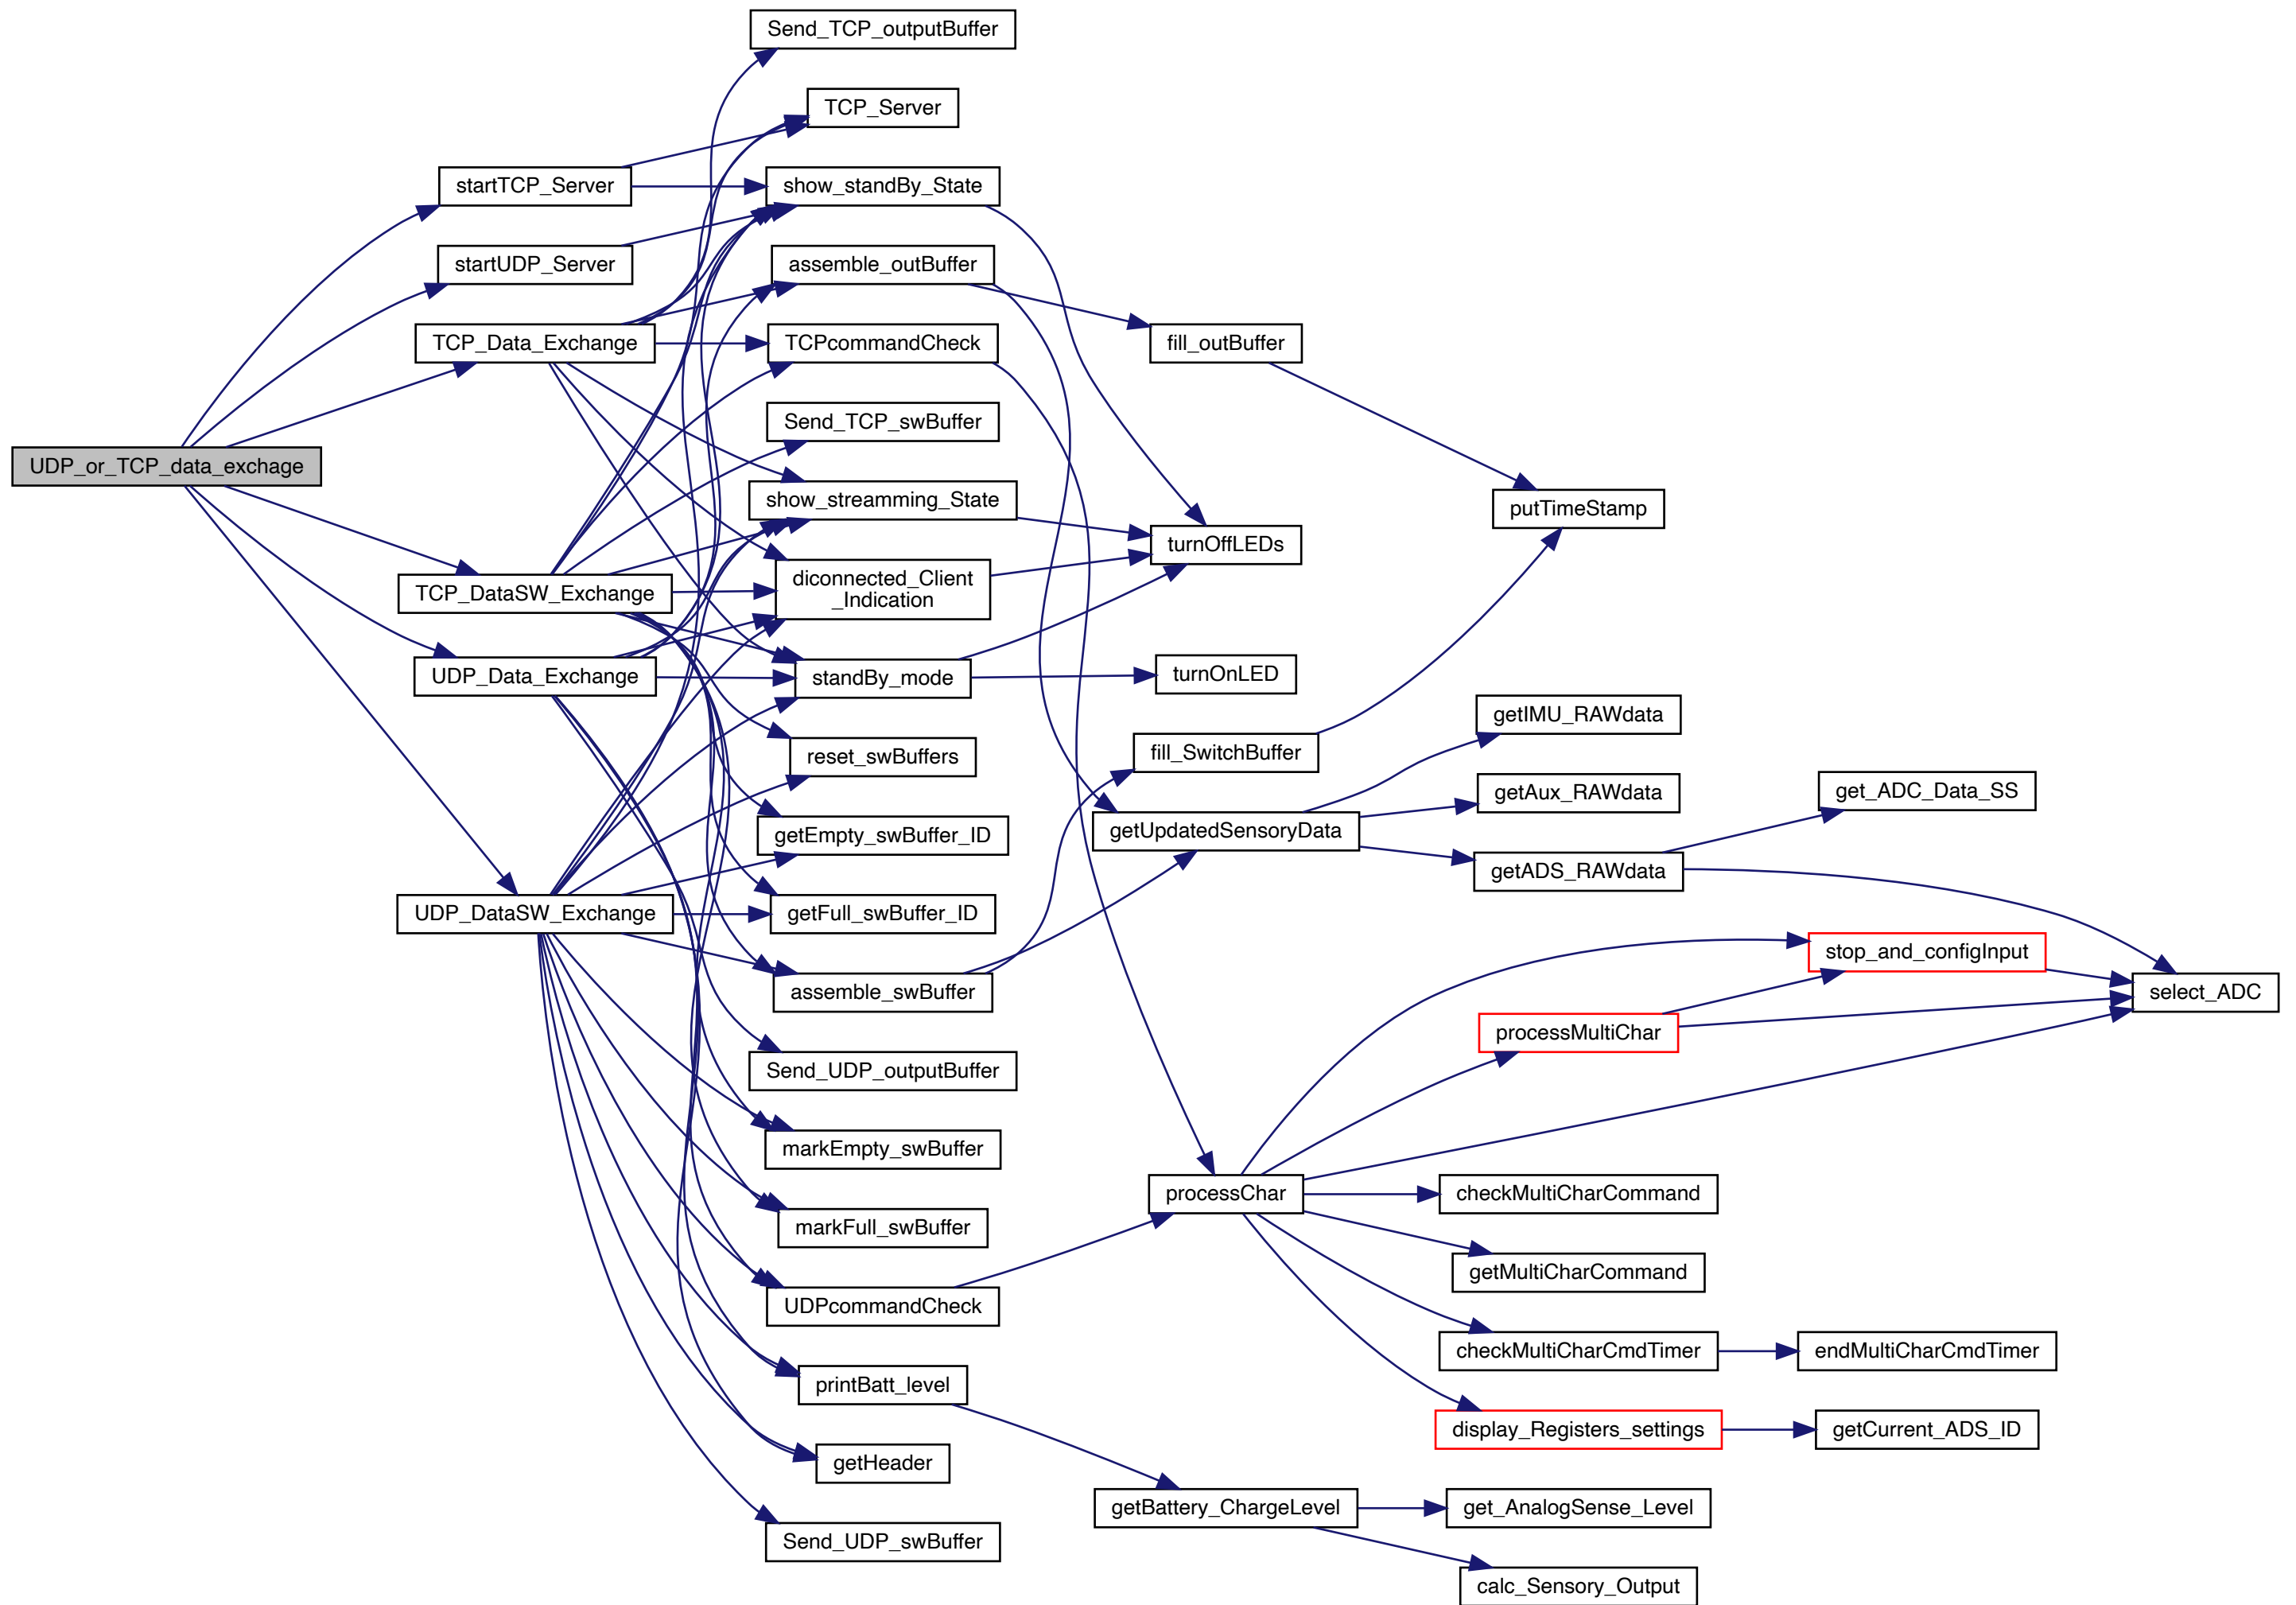 UDP_or_TCP_data_exchage
startTCP_Server
startUDP_Server
TCP_Data_Exchange
TCP_DataSW_Exchange
UDP_Data_Exchange
UDP_DataSW_Exchange
Send_TCP_outputBuffer
TCP_Server
show_standBy_State
assemble_outBuffer
TCPcommandCheck
Send_TCP_swBuffer
show_streamming_State
diconnected_Client
_Indication
standBy_mode
reset_swBuffers
getEmpty_swBuffer_ID
getFull_swBuffer_ID
assemble_swBuffer
Send_UDP_outputBuffer
markEmpty_swBuffer
markFull_swBuffer
UDPcommandCheck
printBatt_level
getHeader
Send_UDP_swBuffer
fill_outBuffer
turnOffLEDs
turnOnLED
fill_SwitchBuffer
getUpdatedSensoryData
processChar
getBattery_ChargeLevel
putTimeStamp
getIMU_RAWdata
getAux_RAWdata
getADS_RAWdata
processMultiChar
checkMultiCharCommand
getMultiCharCommand
checkMultiCharCmdTimer
display_Registers_settings
get_AnalogSense_Level
calc_Sensory_Output
get_ADC_Data_SS
stop_and_configInput
endMultiCharCmdTimer
getCurrent_ADS_ID
select_ADC